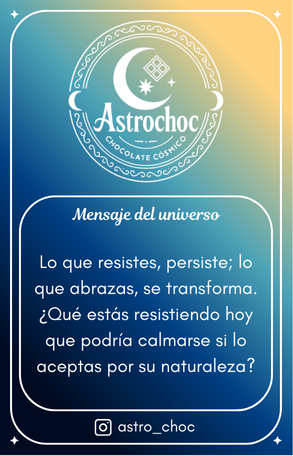 Astrochoc
CHOCOLATE CÓSMICO
Mensaje del universo
Lo que resistes, persiste; lo
que abrazas, se transforma.
¿Qué estás resistiendo hoy
que podría calmarse si lo
aceptas por su naturaleza?
astro_choc